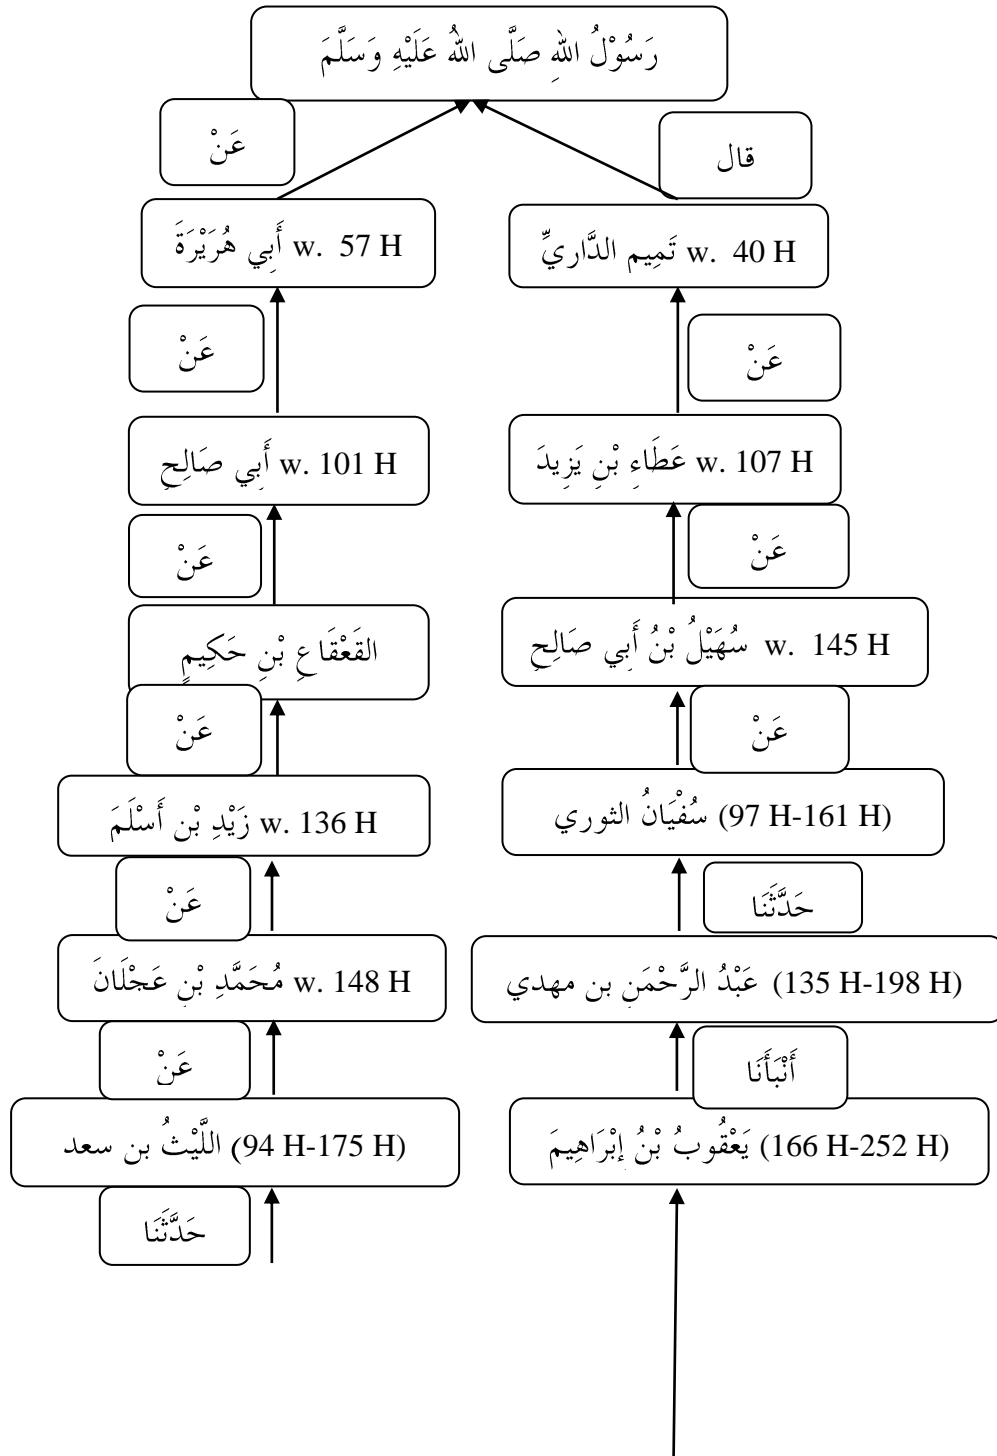 رَسُوْلُ اللهِ صَلَّى اللهُ عَلَيْهِ وَسَلَّمَ
عَنْ
قال
أَبِي هُرَيْرَةَ w. 57 H
تَمِيم الدَّارِيِّ w. 40 H
عَنْ
عَنْ
أَبِي صَالِحٍ w. 101 H
عَطَاءِ بْنِ يَزِيدَ w. 107 H
عَنْ
عَنْ
القَعْقَاعِ بْنِ حَكِيمٍ
سُهَيْلُ بْنُ أَبِي صَالِحِ w. 145 H
عَنْ
عَنْ
زَيْدِ بْنِ أَسْلَمَ w. 136 H
سُفْيَانُ الثوري (97 H-161 H)
عَنْ
حَدَّثَنَا
مُحَمَّدِ بْنِ عَجْلَانَ w. 148 H
عَبْدُ الرَّحْمَنِ بن مهدي (135 H-198 H)
عَنْ
أَنْبَأَنَا
اللَّيْثُ بن سعد (94 H-175 H)
يَعْقُوبُ بْنُ إِبْرَاهِيمَ (166 H-252 H)
حَدَّثَنَا